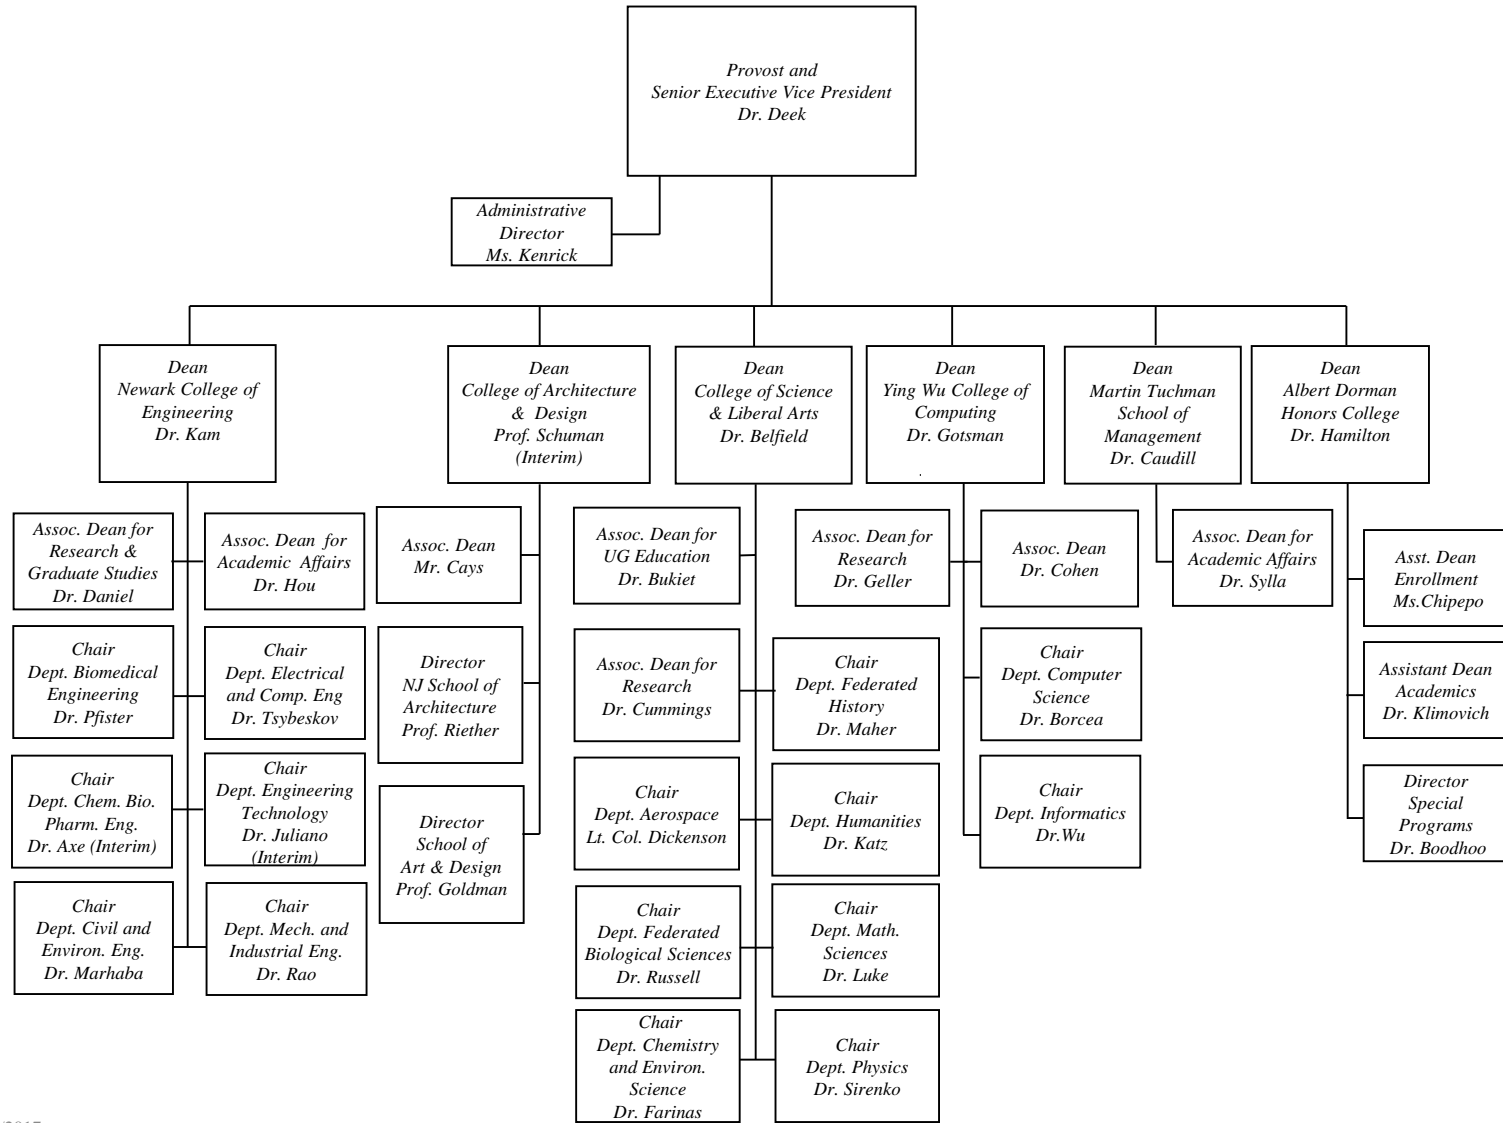 Provost and
Senior Executive Vice President
Dr. Deek
Administrative
Director
Ms. Kenrick
Dean
Newark College of
Engineering
Dr. Kam
Dean
College of Architecture
& Design
Prof. Schuman
(Interim)
Dean
College of Science
& Liberal Arts
Dr. Belfield
Dean
Ying Wu College of
Computing
Dr. Gotsman
.
Dean
Martin Tuchman
School of
Management
Dr. Caudill
Dean
Albert Dorman
Honors College
Dr. Hamilton
Assoc. Dean for
Research &
Graduate Studies
Dr. Daniel
Assoc. Dean for
Academic Affairs
Dr. Hou
Assoc. Dean
Mr. Cays
Assoc. Dean for
UG Education
Dr. Bukiet
Assoc. Dean for
Research
Dr. Geller
Assoc. Dean
Dr. Cohen
Assoc. Dean for
Academic Affairs
Dr. Sylla
Asst. Dean
Enrollment
Ms.Chipepo
Chair
Dept. Biomedical
Engineering
Dr. Pfister
Chair
Dept. Electrical
and Comp. Eng
Dr. Tsybeskov
Director
NJ School of
Architecture
Prof. Riether
Assoc. Dean for
Research
Dr. Cummings
Chair
Dept. Federated
History
Dr. Maher
Chair
Dept. Computer
Science
Dr. Borcea
Assistant Dean
Academics
Dr. Klimovich
Chair
Dept. Chem. Bio.
Pharm. Eng.
Dr. Axe (Interim)
Chair
Dept. Engineering
Technology
Dr. Juliano
(Interim)
Director
School of
Art & Design
Prof. Goldman
Chair
Dept. Aerospace
Lt. Col. Dickenson
Chair
Dept. Humanities
Dr. Katz
Chair
Dept. Informatics
Dr.Wu
Director
Special
Programs
Dr. Boodhoo
Chair
Dept. Civil and
Environ. Eng.
Dr. Marhaba
Chair
Dept. Mech. and
Industrial Eng.
Dr. Rao
Chair
Dept. Federated
Biological Sciences
Dr. Russell
Chair
Dept. Math.
Sciences
Dr. Luke
Chair
Dept. Chemistry
and Environ.
Science
Dr. Farinas
Chair
Dept. Physics
Dr. Sirenko